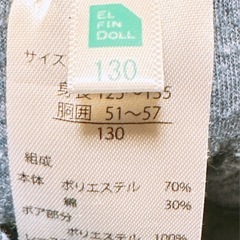 EL
FIN
DOLL
130
サイズ
身長 125～135
胴囲 51～57
130
組成
本体 ポリエステル 70%
綿 30%
ボア部分
ポリエステル 100%